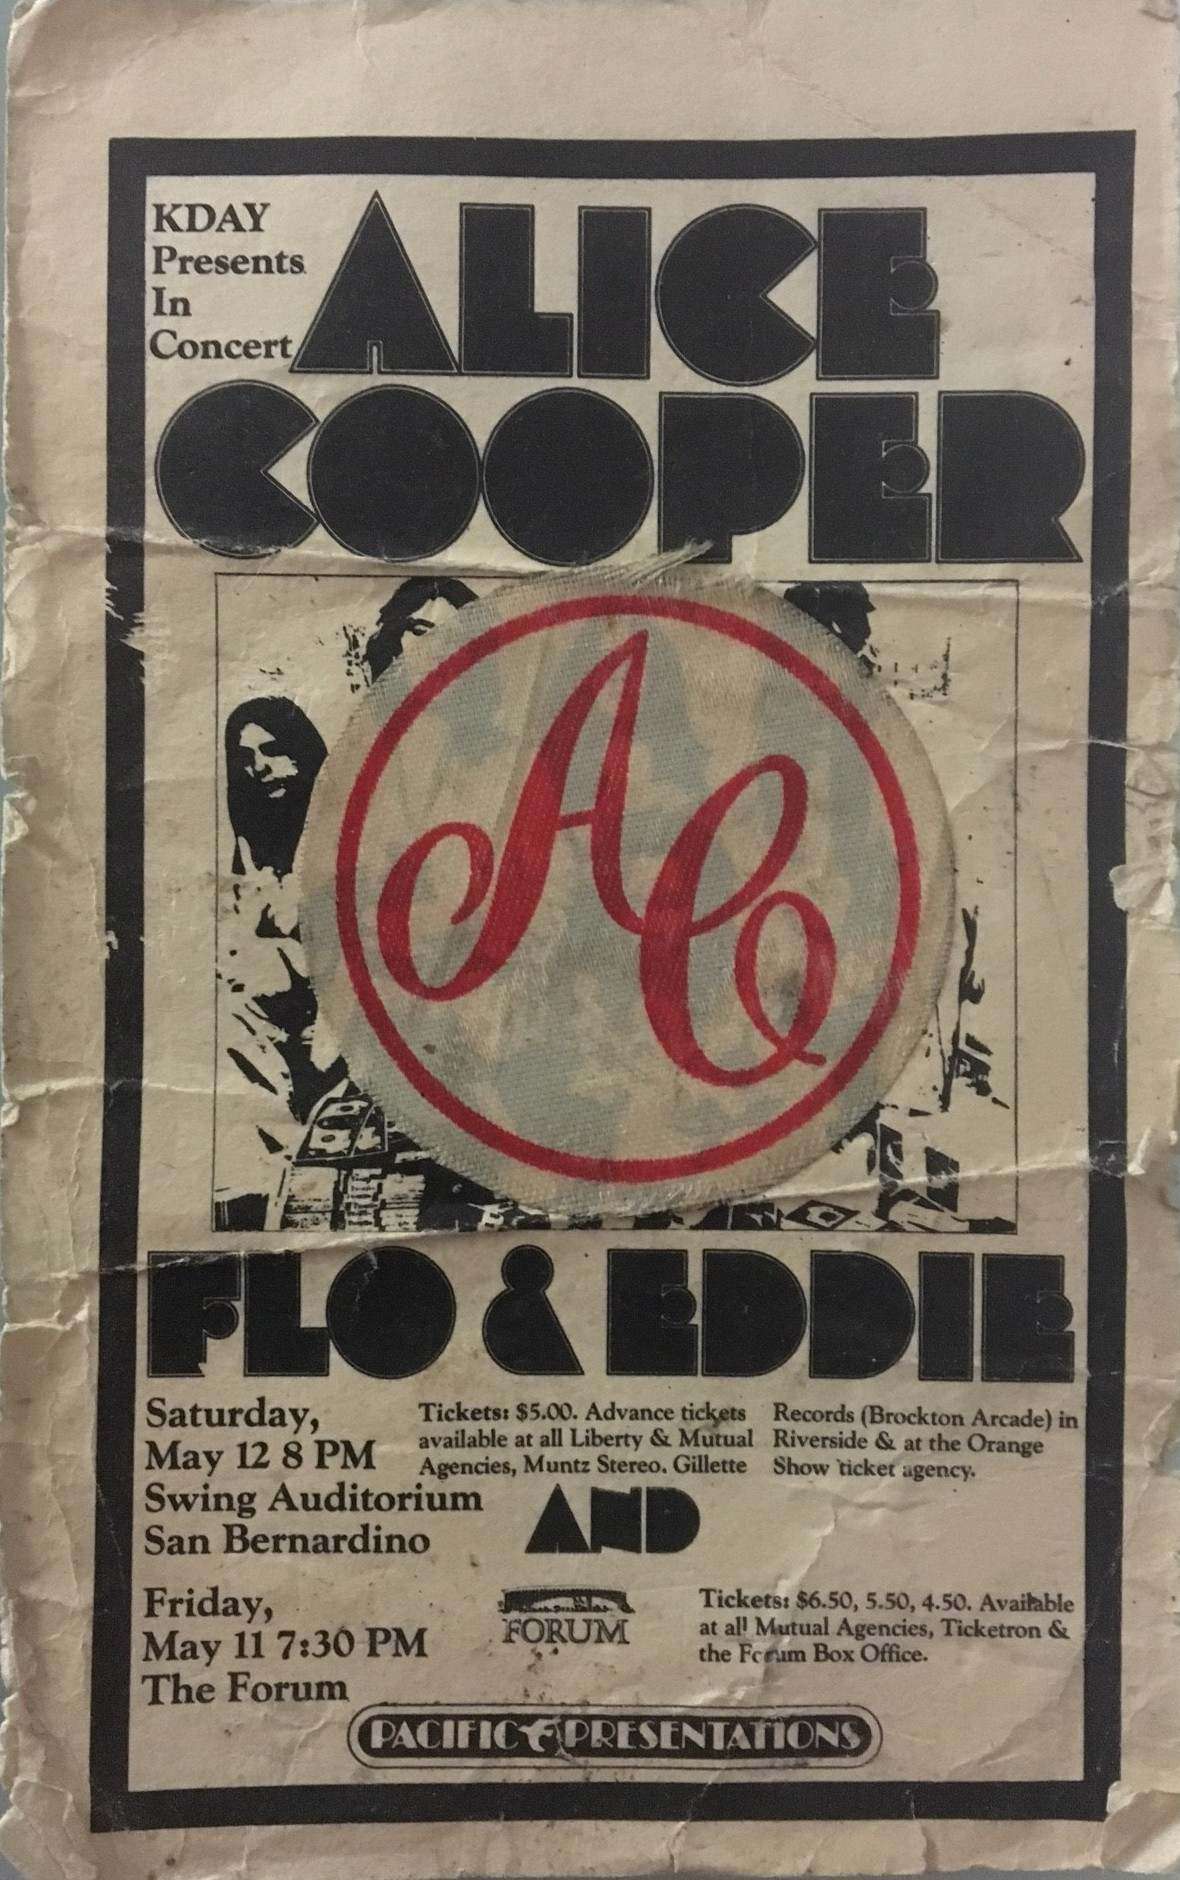 KDAY
Presents
In
Concert
ALICE
COOPER
AC
FLO & EDDIE
Saturday,
May 12 8 PM
Swing Auditorium
San Bernardino
Tickets: $5.00. Advance tickets
available at all Liberty & Mutual
Agencies, Muntz Stereo. Gillette
Records (Brockton Arcade) in
Riverside & at the Orange
Show ticket agency.
AND
Friday,
May 11 7:30 PM
The Forum
FORUM
Tickets: $6.50, 5.50, 4.50. Available
at all Mutual Agencies, Ticketron &
the Forum Box Office.
PACIFIC PRESENTATIONS